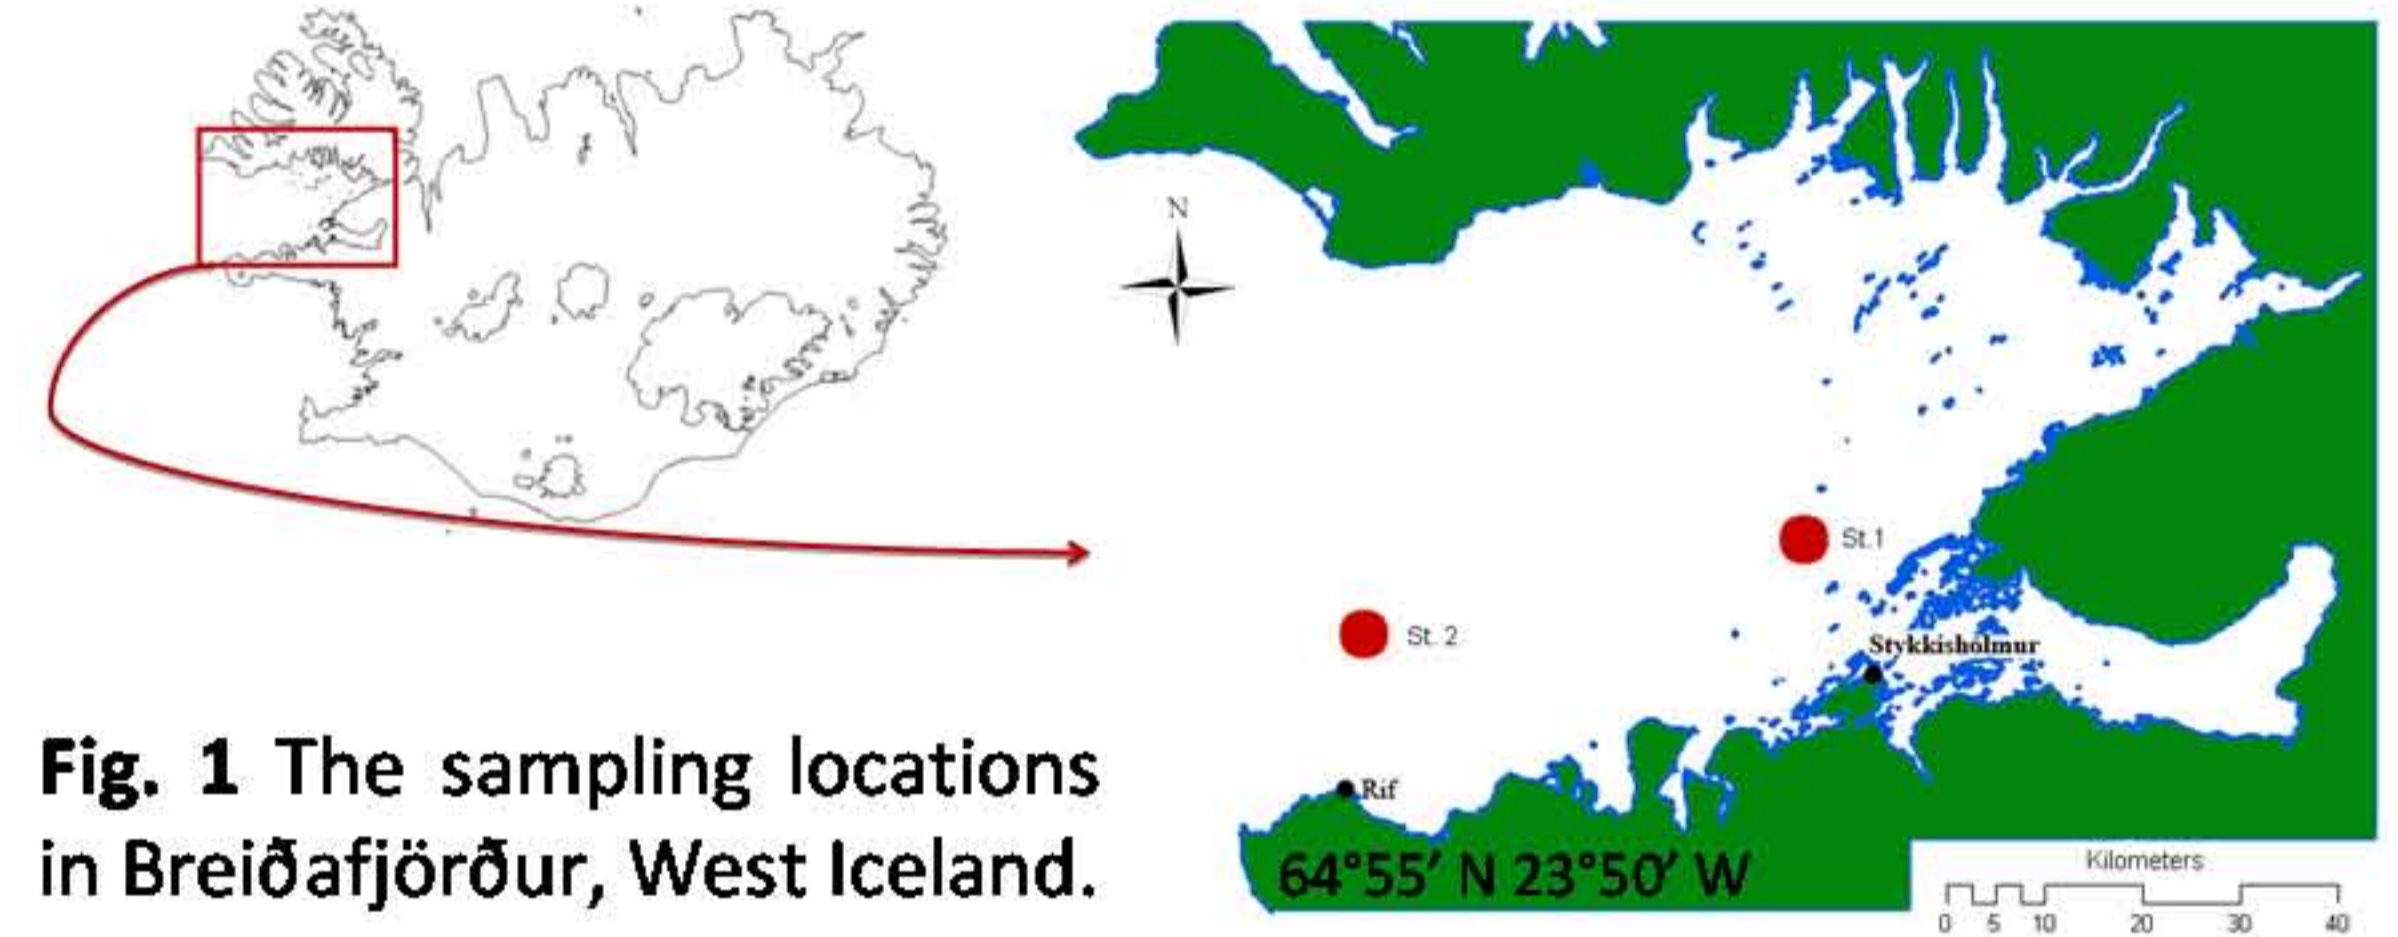 N
St.1
St. 2
Stykkishólmur
Rif
64°55′ N 23°50′ W
Kilometers
0 5 10 20 30 40
Fig. 1 The sampling locations
in Breiðafjörður, West Iceland.